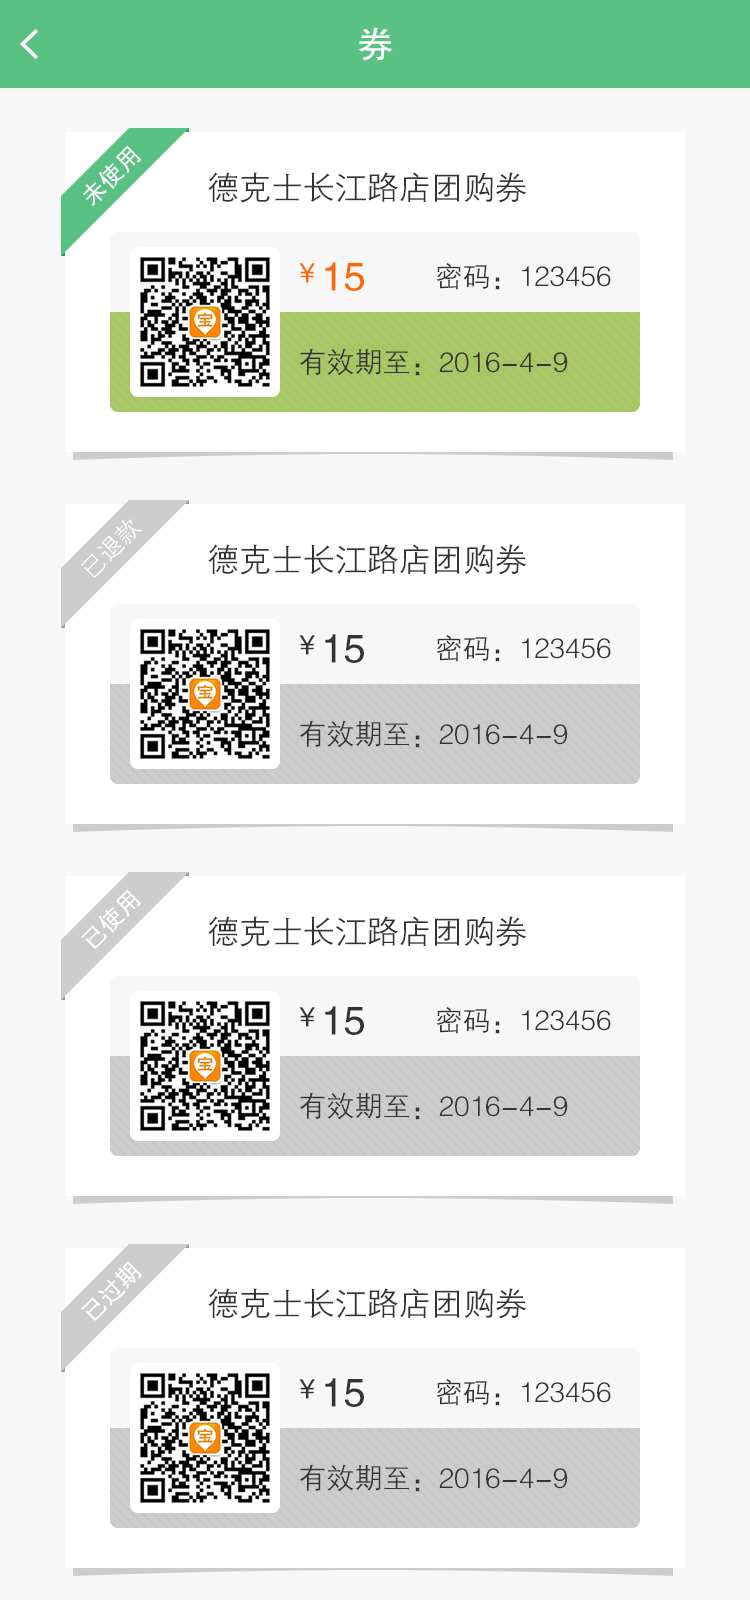 券
未使用
德克士长江路店团购券
¥15
密码：123456
宝
有效期至：2016-4-9
已退款
德克士长江路店团购券
¥15
密码：123456
宝
有效期至：2016-4-9
已使用
德克士长江路店团购券
¥15
密码：123456
宝
有效期至：2016-4-9
已过期
德克士长江路店团购券
¥15
密码：123456
宝
有效期至：2016-4-9